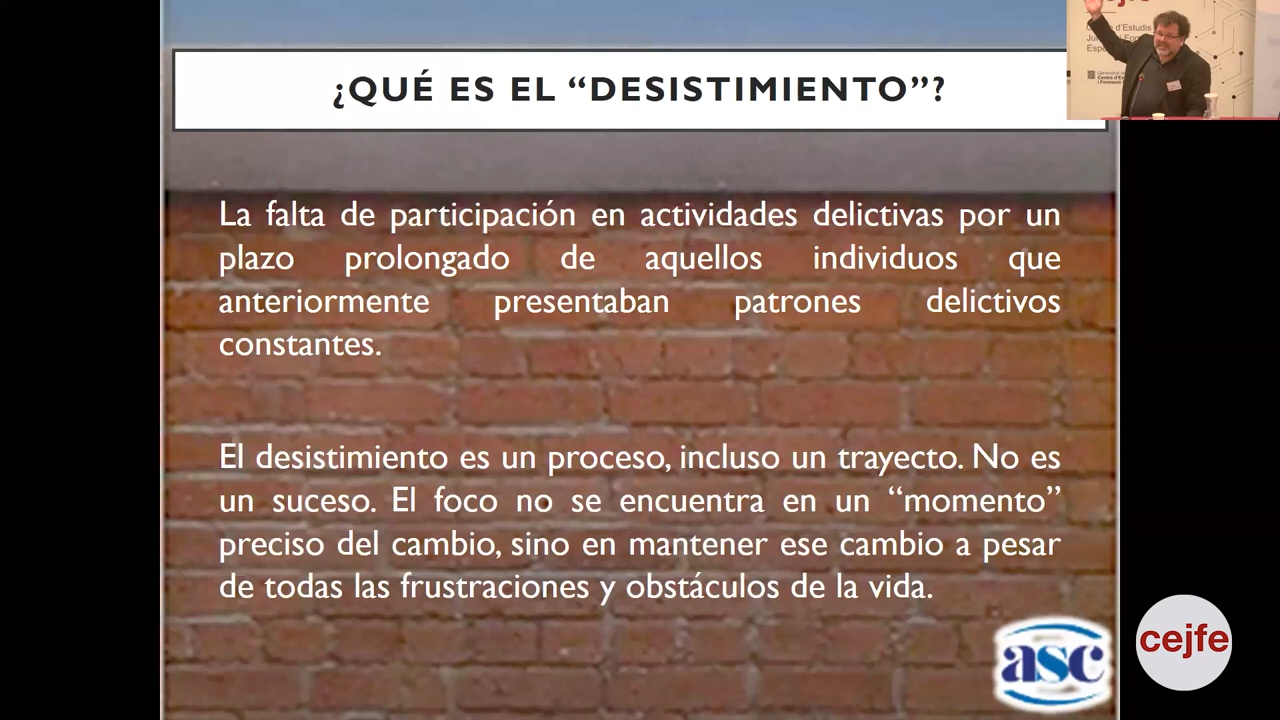 ¿QUÉ ES EL “DESISTIMIENTO”?
La falta de participación en actividades delictivas por un
plazo prolongado de aquellos individuos que
anteriormente presentaban patrones delictivos
constantes.
El desistimiento es un proceso, incluso un trayecto. No es
un suceso. El foco no se encuentra en un “momento”
preciso del cambio, sino en mantener ese cambio a pesar
de todas las frustraciones y obstáculos de la vida.
asc
cejfe